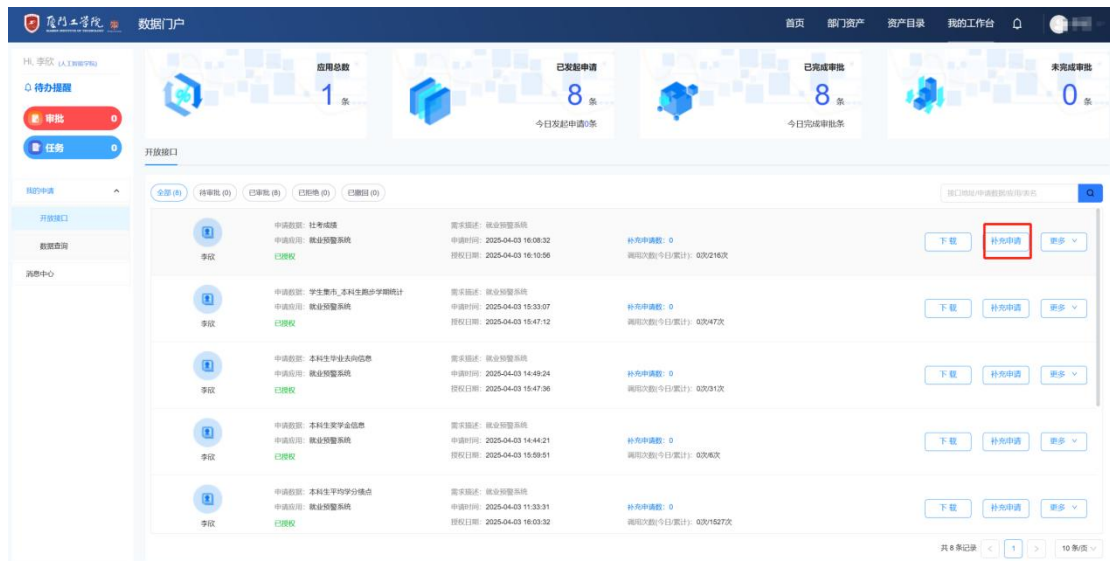 厦门工学院
数据门户
首页 部门资产 资产目录 我的工作台
Hi, 李欣 (人工智能学院)
待办提醒
审批 0
任务 0
我的申请
开放接口
数据查询
消息中心
应用总数
1 条
已发起申请
8 条
今日发起申请0条
已完成审批
8 条
今日完成审批条
未完成审批
0 条
开放接口
全部 (8) 待审批 (0) 已审批 (8) 已拒绝 (0) 已撤回 (0)
李欣
申请数据: 社考成绩
申请应用: 就业预警系统
已授权
需求描述: 就业预警系统
申请时间: 2025-04-03 16:08:32
授权日期: 2025-04-03 16:10:56
补充申请数: 0
调用次数(今日/累计): 0次/216次
下载 补充申请 更多
李欣
申请数据: 学生集市_本科生跑步学期统计
申请应用: 就业预警系统
已授权
需求描述: 就业预警系统
申请时间: 2025-04-03 15:33:07
授权日期: 2025-04-03 15:47:12
补充申请数: 0
调用次数(今日/累计): 0次/47次
下载 补充申请 更多
李欣
申请数据: 本科生毕业去向信息
申请应用: 就业预警系统
已授权
需求描述: 就业预警系统
申请时间: 2025-04-03 14:49:24
授权日期: 2025-04-03 15:47:36
补充申请数: 0
调用次数(今日/累计): 0次/31次
下载 补充申请 更多
李欣
申请数据: 本科生奖学金信息
申请应用: 就业预警系统
已授权
需求描述: 就业预警系统
申请时间: 2025-04-03 14:44:21
授权日期: 2025-04-03 15:59:51
补充申请数: 0
调用次数(今日/累计): 0次/6次
下载 补充申请 更多
李欣
申请数据: 本科生平均学分绩点
申请应用: 就业预警系统
已授权
需求描述: 就业预警系统
申请时间: 2025-04-03 11:33:31
授权日期: 2025-04-03 16:03:32
补充申请数: 0
调用次数(今日/累计): 0次/1527次
下载 补充申请 更多
共 8 条记录 < 1 > 10 条/页